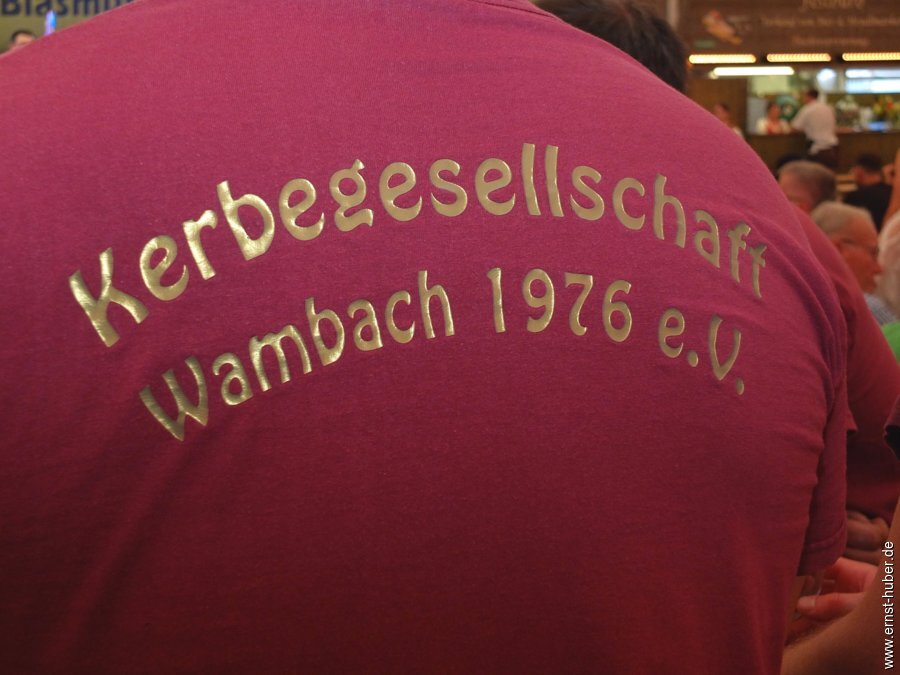 Kerbegesellschaft
Wambach 1976 e.V.
www.ernst-huber.de